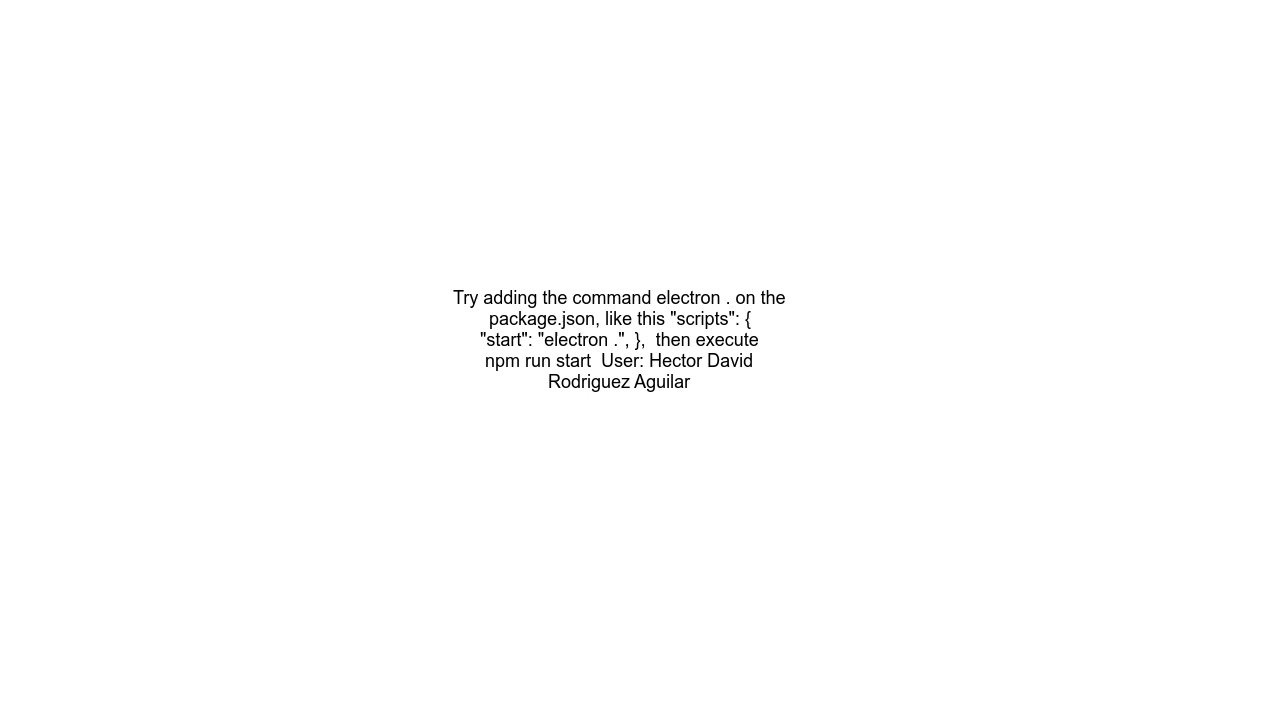 Try adding the command electron . on the
package.json, like this "scripts": {
"start": "electron .", },  then execute
npm run start  User: Hector David
Rodriguez Aguilar